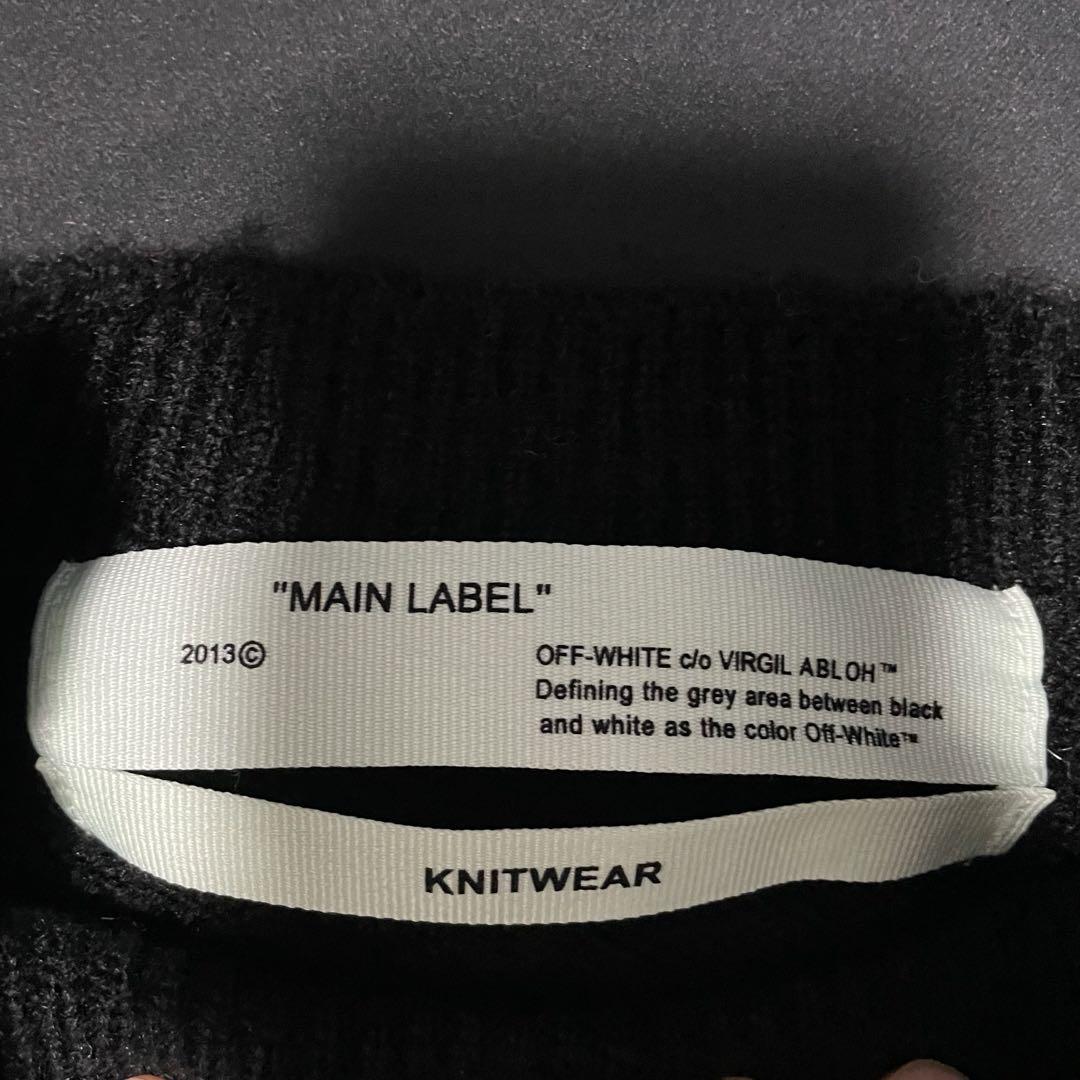 "MAIN LABEL"
2013©
OFF-WHITE c/o VIRGIL ABLOH™
Defining the grey area between black
and white as the color Off-White™
KNITWEAR